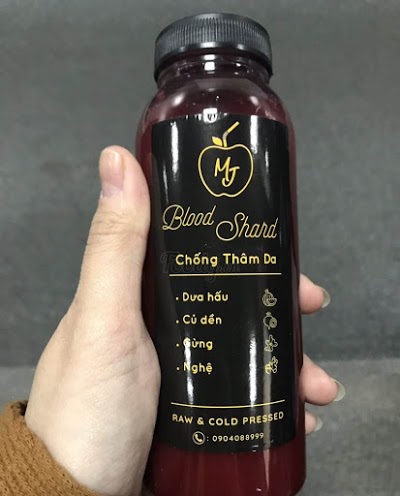 MJ
Blood Shard
Chống Thâm Da
• Dưa hấu
• Củ dền
• Gừng
• Nghệ
RAW & COLD PRESSED
: 0904088999